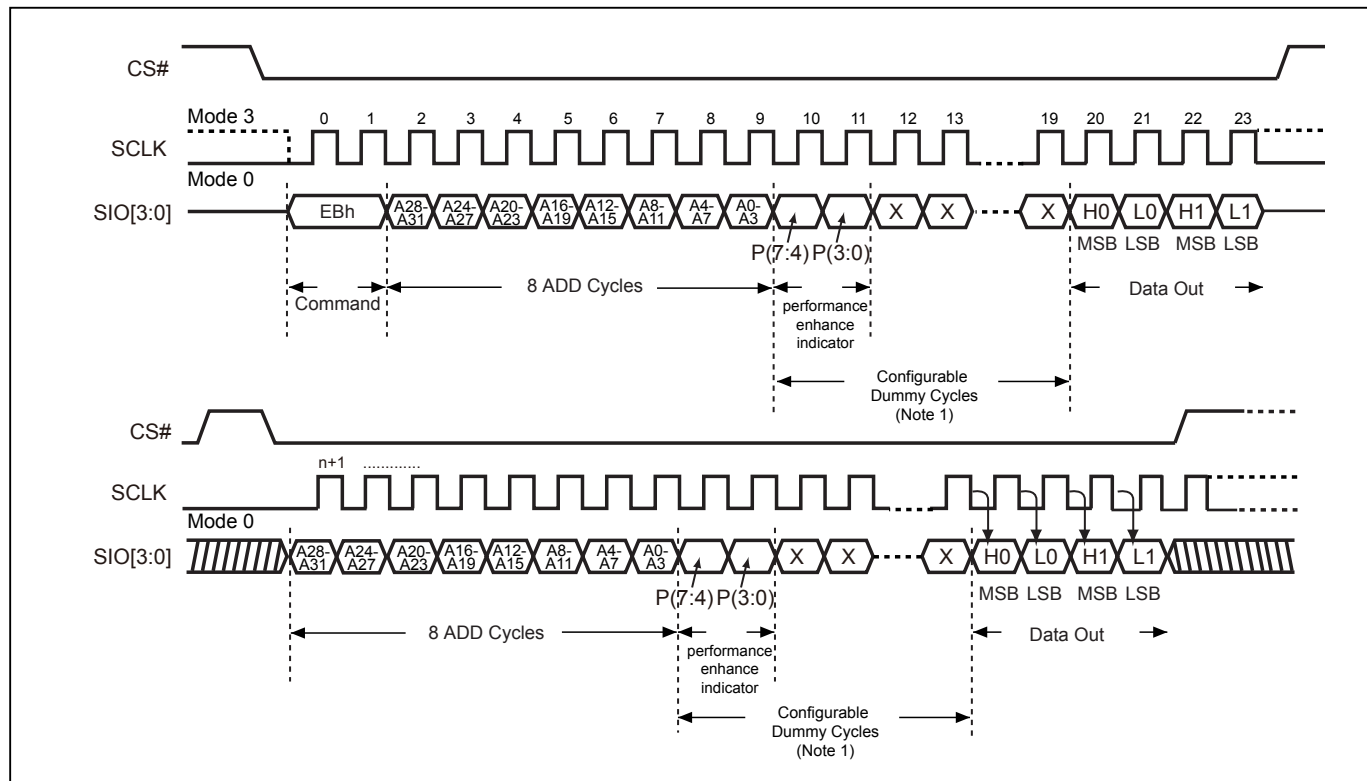 CS#
Mode 3
0 1 2 3 4 5 6 7 8 9 10 11 12 13 19 20 21 22 23
SCLK
Mode 0
SIO[3:0] EBh A28-A31 A24-A27 A20-A23 A16-A19 A12-A15 A8-A11 A4-A7 A0-A3 X X X H0 L0 H1 L1
MSB LSB MSB LSB
P(7:4) P(3:0)
Command 8 ADD Cycles performance enhance indicator Data Out
Configurable
Dummy Cycles
(Note 1)
CS#
n+1 .............
SCLK
Mode 0
SIO[3:0] A28-A31 A24-A27 A20-A23 A16-A19 A12-A15 A8-A11 A4-A7 A0-A3 X X X H0 L0 H1 L1
P(7:4) P(3:0) MSB LSB MSB LSB
8 ADD Cycles performance enhance indicator Data Out
Configurable
Dummy Cycles
(Note 1)